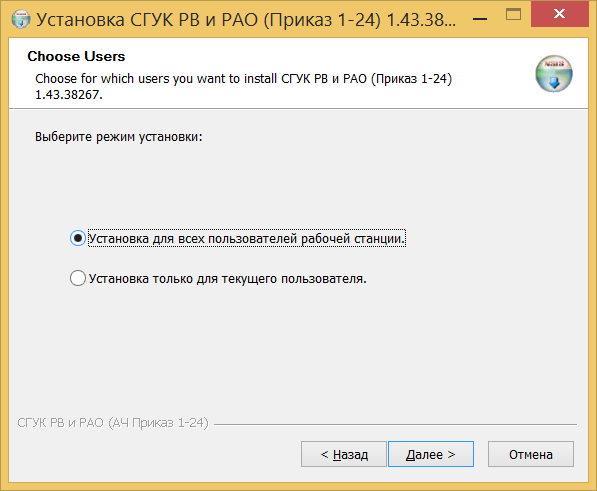 Установка СГУК РВ и РАО (Приказ 1-24) 1.43.38...
Choose Users
Choose for which users you want to install СГУК РВ и РАО (Приказ 1-24)
1.43.38267.
Выберите режим установки:
Установка для всех пользователей рабочей станции.
Установка только для текущего пользователя.
СГУК РВ и РАО (АЧ Приказ 1-24)
< Назад
Далее >
Отмена